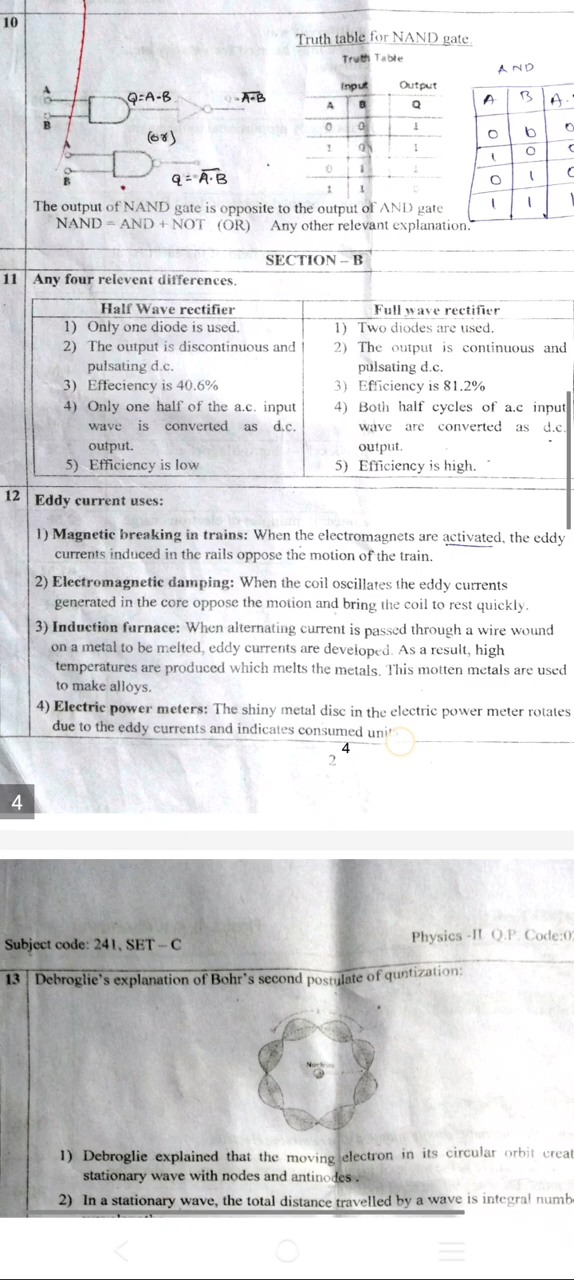 10
Truth table for NAND gate.
Truth Table
Input Output
A B Q
0 0 1
1 0 1
0 1 1
1 1
A
B
Q=A-B
(or)
B
AND
A B A.
0 0 0
1 0
0 1
1 1 1
The output of NAND gate is opposite to the output of AND gate
NAND = AND + NOT (OR) Any other relevant explanation.
SECTION – B
11 Any four relevent differences.
Half Wave rectifier
1) Only one diode is used.
2) The output is discontinuous and
pulsating d.c.
3) Effeciency is 40.6%
4) Only one half of the a.c. input
wave is converted as d.c.
output.
5) Efficiency is low
Full wave rectifier
1) Two diodes are used.
2) The output is continuous and
pulsating d.c.
3) Efficiency is 81.2%
4) Both half cycles of a.c input
wave are converted as d.c.
output.
5) Efficiency is high.
12 Eddy current uses:
1) Magnetic breaking in trains: When the electromagnets are activated, the eddy
currents induced in the rails oppose the motion of the train.
2) Electromagnetic damping: When the coil oscillates the eddy currents
generated in the core oppose the motion and bring the coil to rest quickly.
3) Induction furnace: When alternating current is passed through a wire wound
on a metal to be melted, eddy currents are developed. As a result, high
temperatures are produced which melts the metals. This motten metals are used
to make alloys.
4) Electric power meters: The shiny metal disc in the electric power meter rotates
due to the eddy currents and indicates consumed
4
2
4
Subject code: 241, SET – C
Physics -II Q.P. Code:0
13 Debroglie's explanation of Bohr's second postulate of quntization:
Nucleus
1) Debroglie explained that the moving electron in its circular orbit creat
stationary wave with nodes and antinodes .
2) In a stationary wave, the total distance travelled by a wave is integral numb